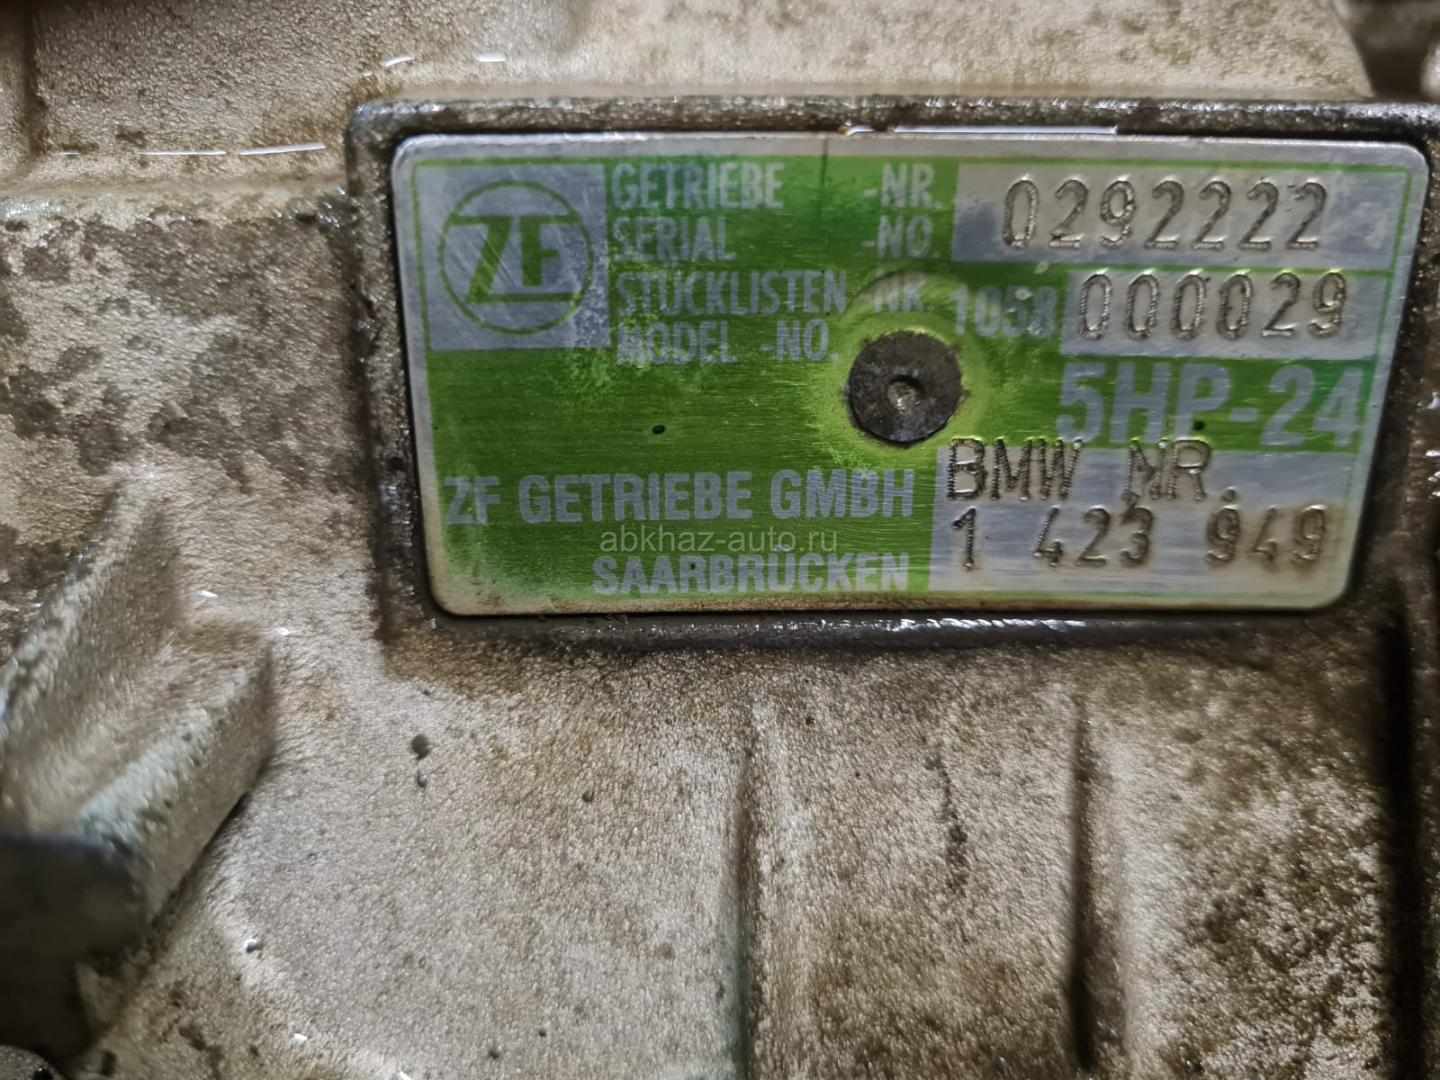 ZF
GETRIEBE -NR. 0292222
SERIAL -NO.
STÜCKLISTEN-NR. 1058 000029
MODEL -NO.
5HP-24
BMW NR.
ZF GETRIEBE GMBH
1 423 949
abkhaz-auto.ru
SAARBRÜCKEN